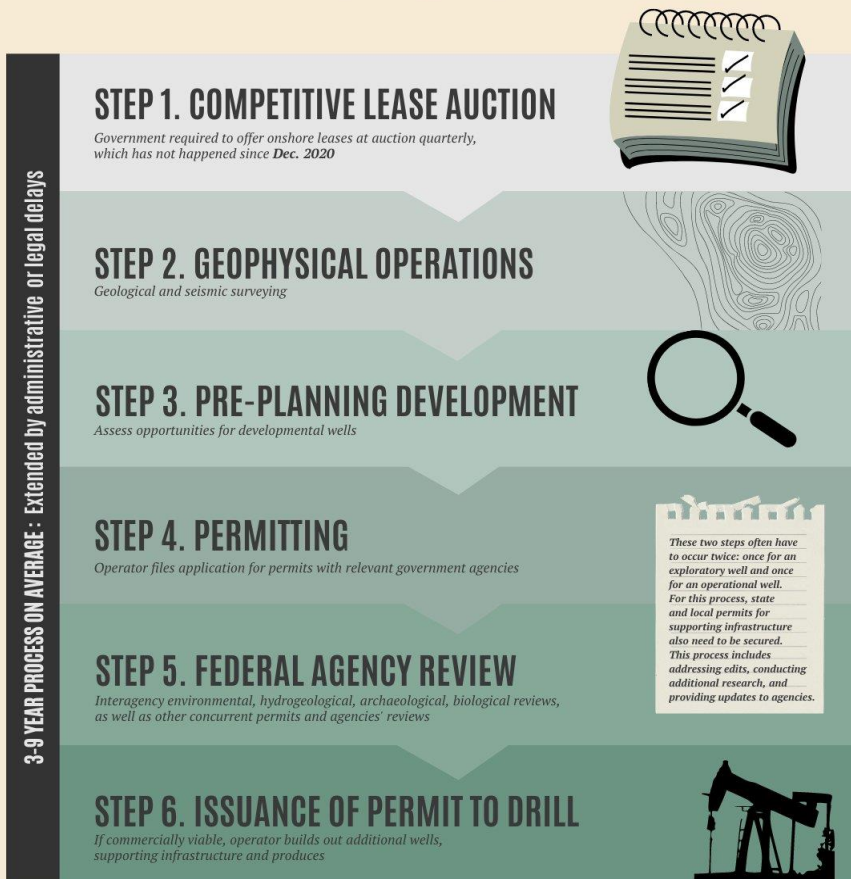 STEP 1. COMPETITIVE LEASE AUCTION
Government required to offer onshore leases at auction quarterly,
which has not happened since Dec. 2020
STEP 2. GEOPHYSICAL OPERATIONS
Geological and seismic surveying
STEP 3. PRE-PLANNING DEVELOPMENT
Assess opportunities for developmental wells
STEP 4. PERMITTING
Operator files application for permits with relevant government agencies
These two steps often have
to occur twice: once for an
exploratory well and once
for an operational well.
For this process, state
and local permits for
supporting infrastructure
also need to be secured.
This process includes
addressing edits, conducting
additional research, and
providing updates to agencies.
STEP 5. FEDERAL AGENCY REVIEW
Interagency environmental, hydrogeological, archaeological, biological reviews,
as well as other concurrent permits and agencies' reviews
STEP 6. ISSUANCE OF PERMIT TO DRILL
If commercially viable, operator builds out additional wells,
supporting infrastructure and produces
3-9 YEAR PROCESS ON AVERAGE : Extended by administrative or legal delays